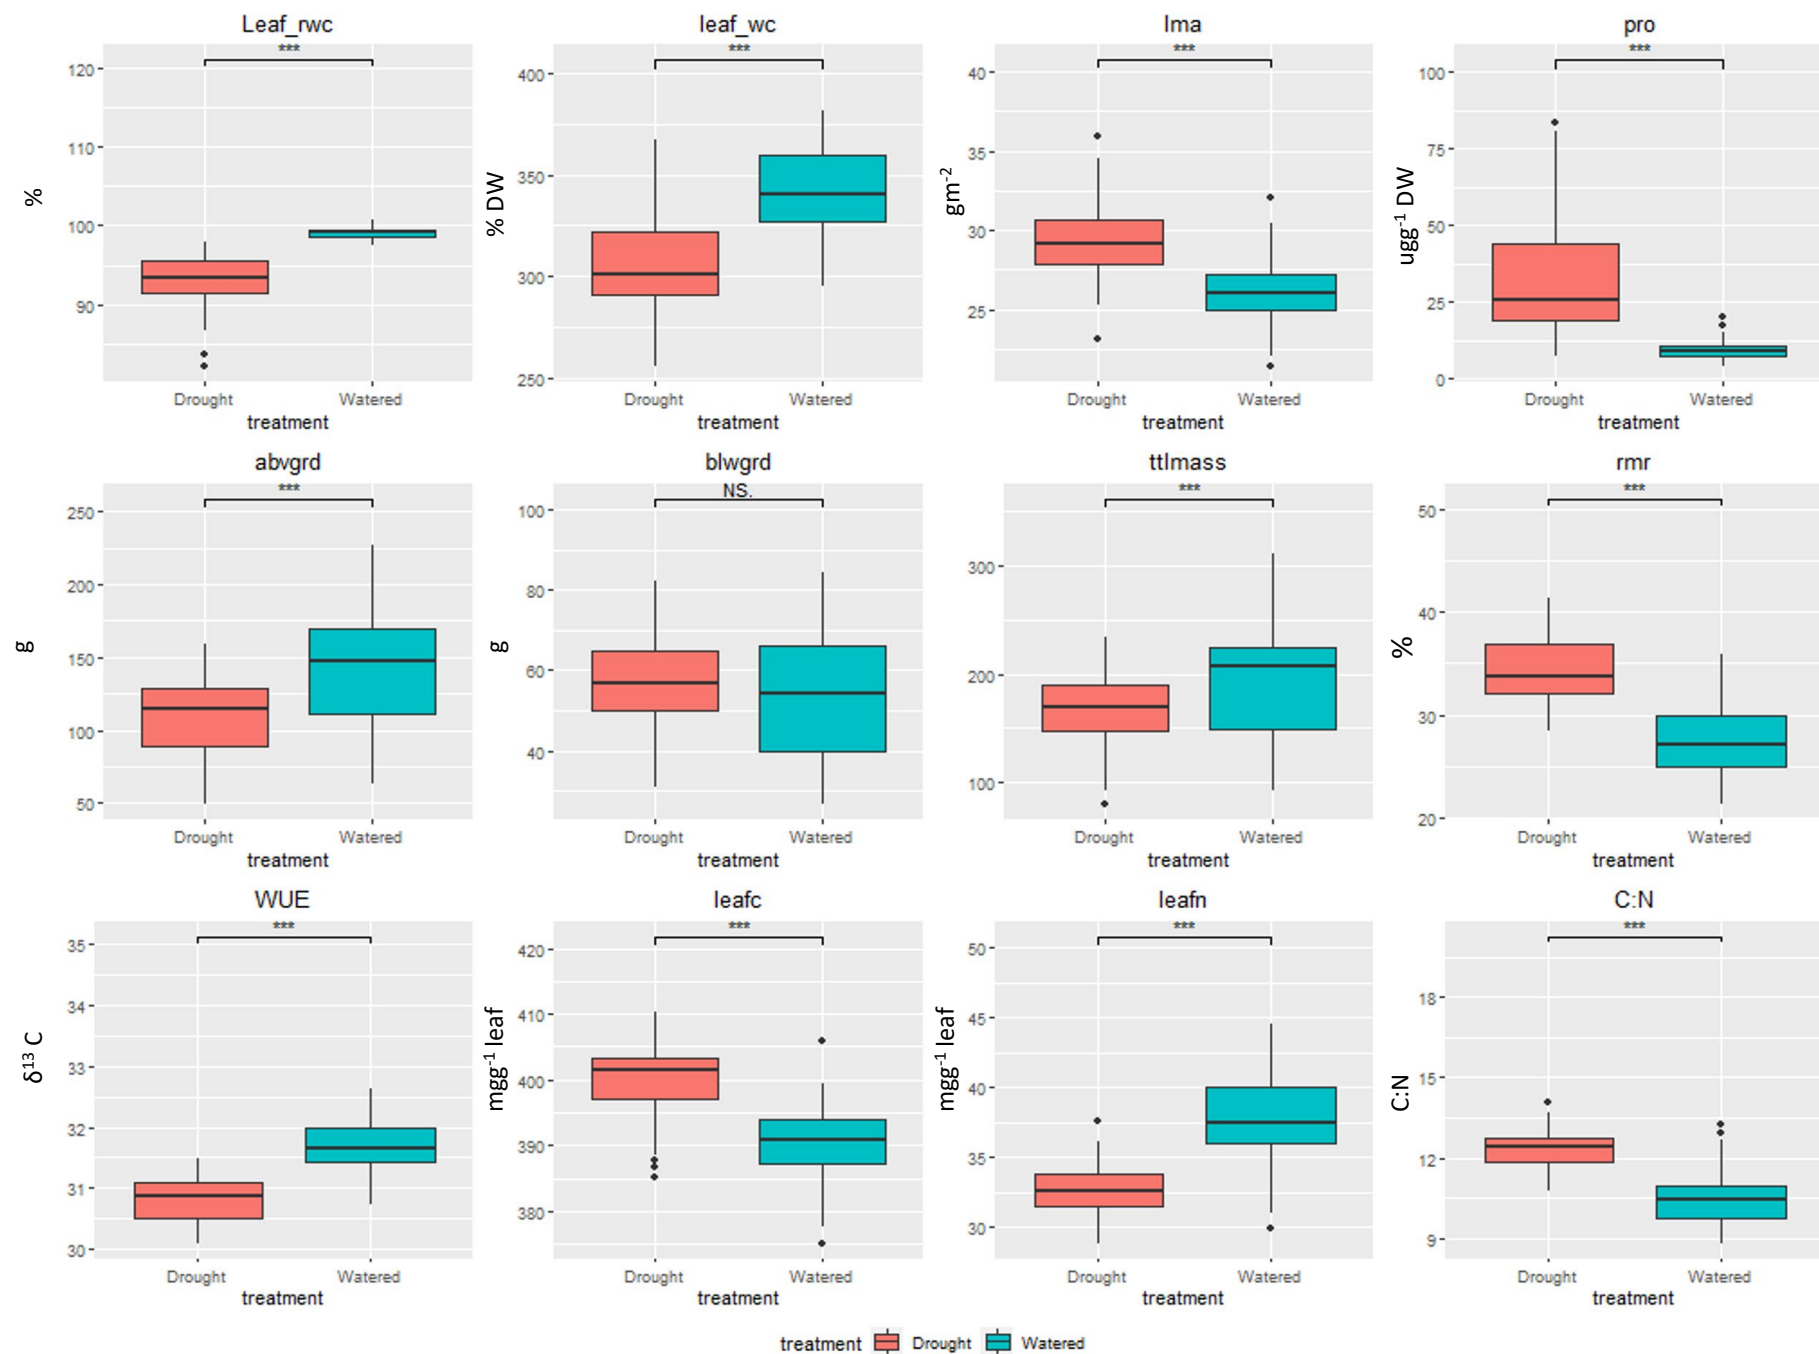 Leaf_rwc leaf_wc lma pro
*** *** *** ***
% % DW gm-2 ugg-1 DW
120 400 40 100
110 350 35 75
100 300 30 50
90 250 25 25
0
Drought Watered Drought Watered Drought Watered Drought Watered
treatment treatment treatment treatment
abvgrd blwgrd ttlmass rmr
*** NS. *** ***
g g %
250 100 300 50
200 80 200 40
150 60 100 30
100 40 20
50
Drought Watered Drought Watered Drought Watered Drought Watered
treatment treatment treatment treatment
WUE leafc leafn C:N
*** *** *** ***
δ13 C mgg-1 leaf mgg-1 leaf C:N
35 420 50 18
34 410 45 15
33 400 40 12
32 390 35 9
31 380 30
30
Drought Watered Drought Watered Drought Watered Drought Watered
treatment treatment treatment treatment
treatment Drought Watered